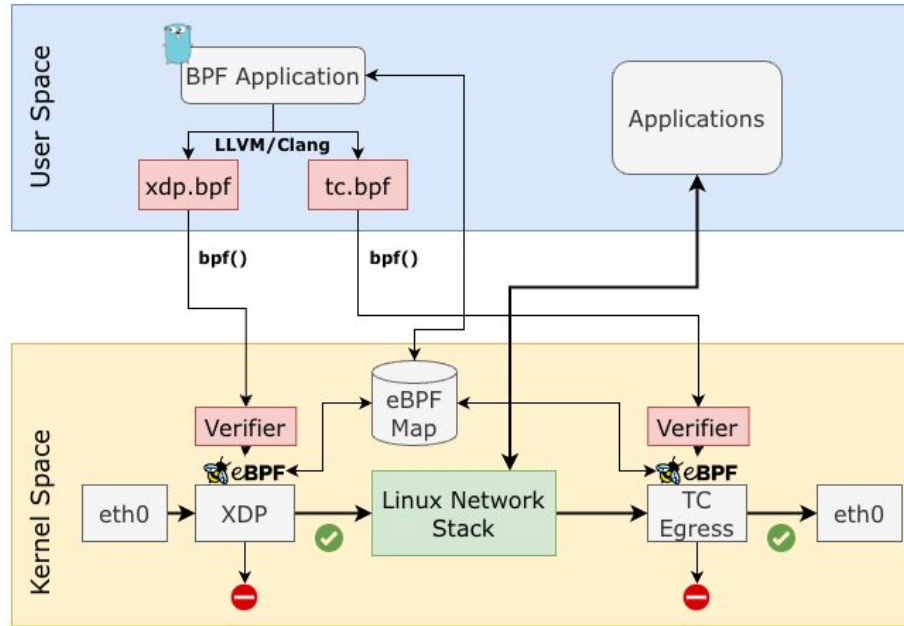 User Space
BPF Application
LLVM/Clang
xdp.bpf
tc.bpf
Applications
bpf()
bpf()
Kernel Space
eBPF
Map
Verifier
Verifier
eBPF
eBPF
eth0
XDP
Linux Network
Stack
TC
Egress
eth0